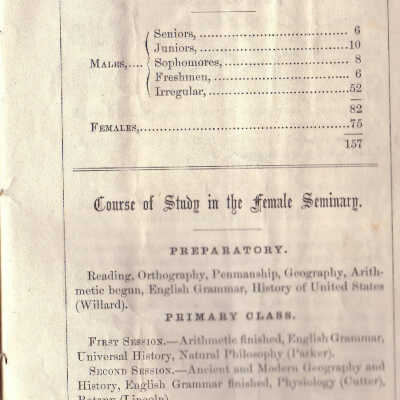 Seniors, ........................................ 6
Juniors, ........................................10
MALES,.... Sophomores, ................................ 8
Freshmen, ...................................... 6
Irregular, ......................................52
82
FEMALES,................................................75
157
Course of Study in the Female Seminary.
PREPARATORY.
Reading, Orthography, Penmanship, Geography, Arith-
metic begun, English Grammar, History of United States
(Willard).
PRIMARY CLASS.
FIRST SESSION.—Arithmetic finished, English Grammar,
Universal History, Natural Philosophy (Parker).
SECOND SESSION.—Ancient and Modern Geography and
History, English Grammar finished, Physiology (Cutter),
Botany (Lincoln).